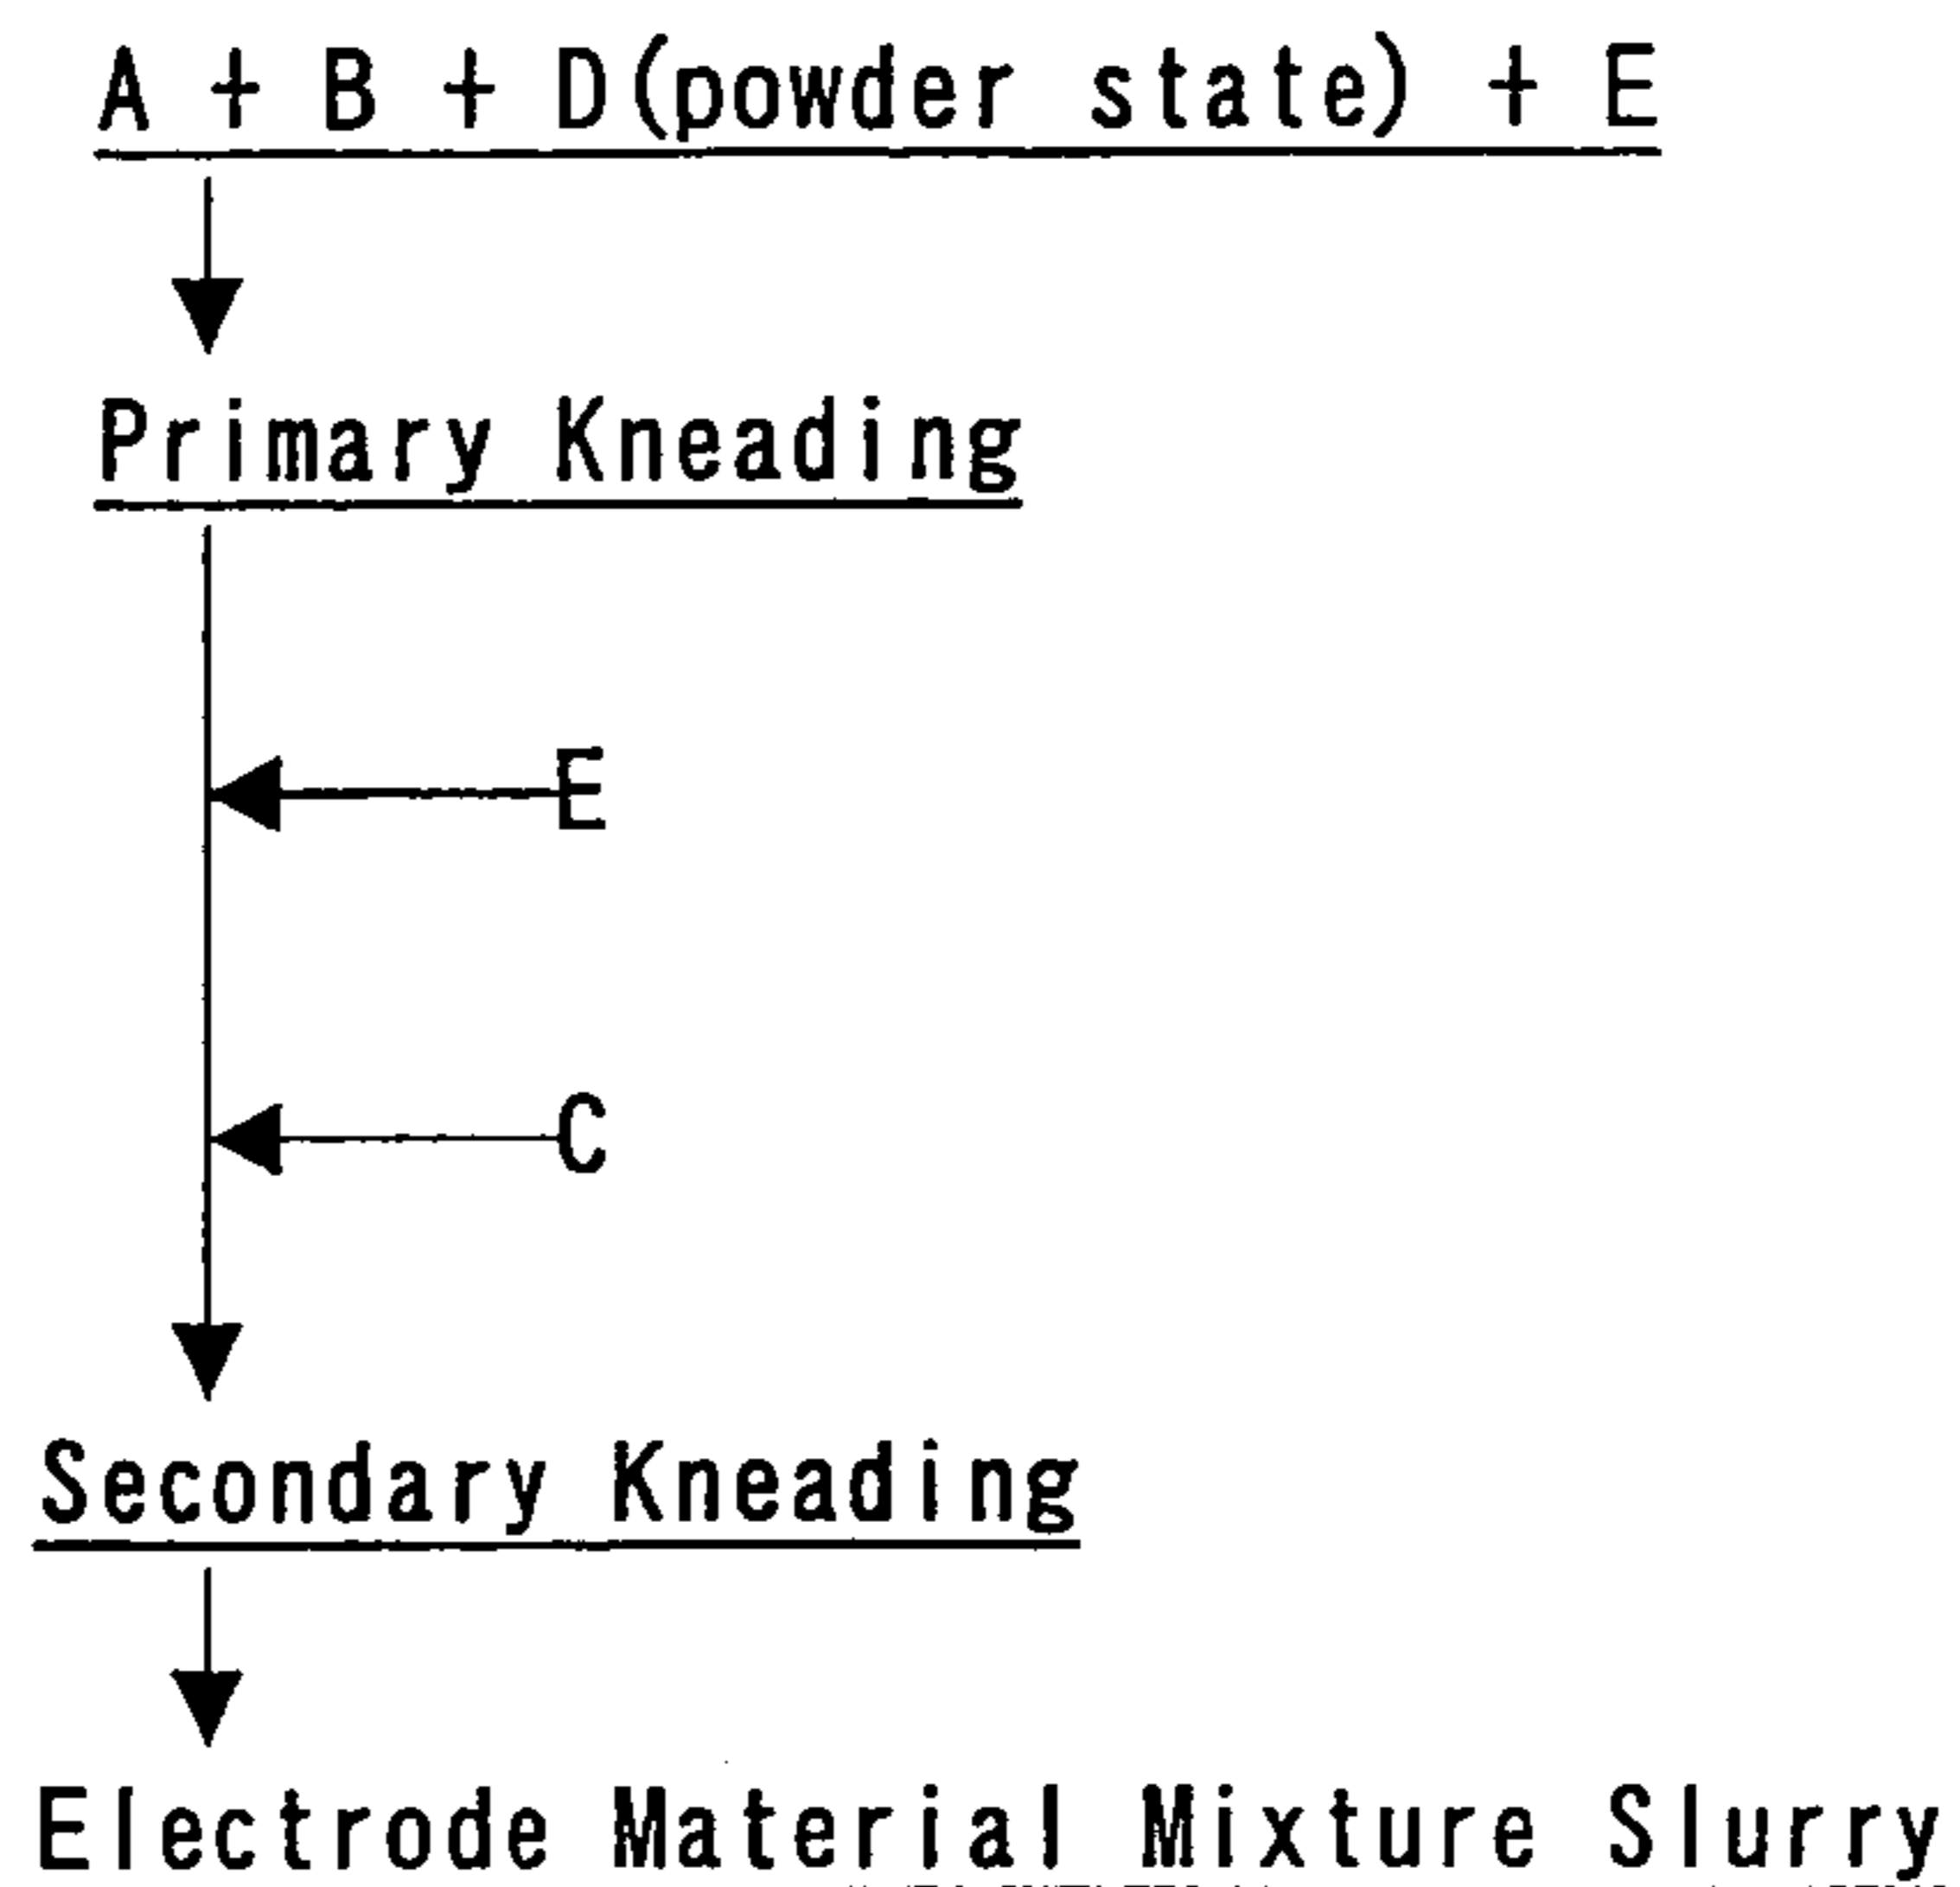 A + B + D(powder state) + E
Primary Kneading
E
C
Secondary Kneading
Electrode Material Mixture Slurry